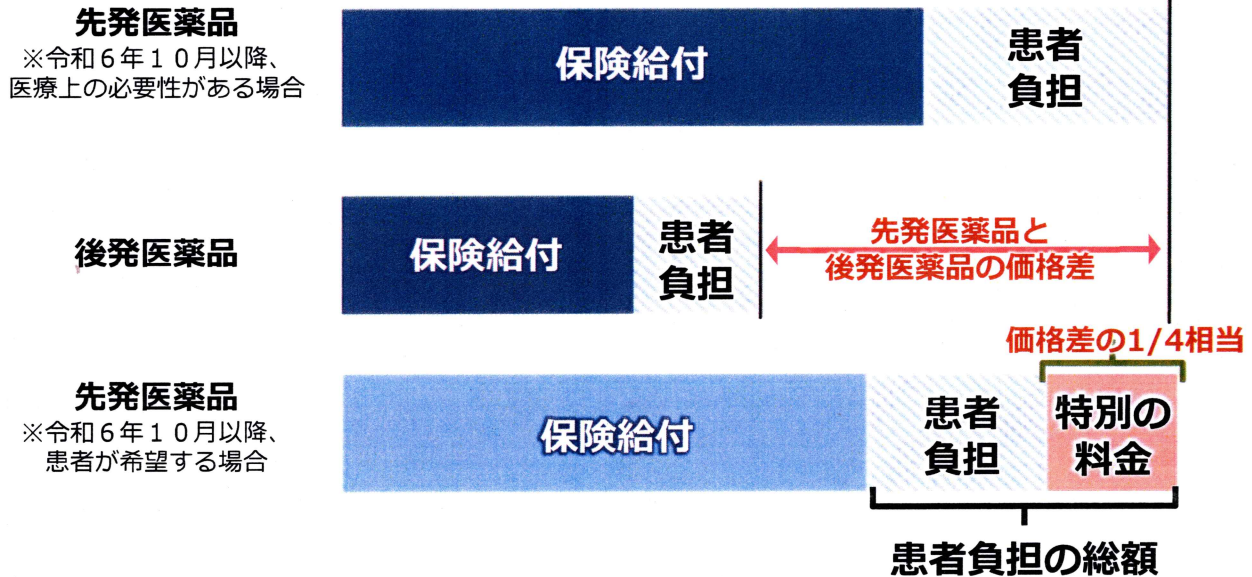 先発医薬品
※令和６年１０月以降、
医療上の必要性がある場合
保険給付
患者
負担
後発医薬品
保険給付
患者
負担
先発医薬品と
後発医薬品の価格差
価格差の1/4相当
先発医薬品
※令和６年１０月以降、
患者が希望する場合
保険給付
患者
負担
特別の
料金
患者負担の総額